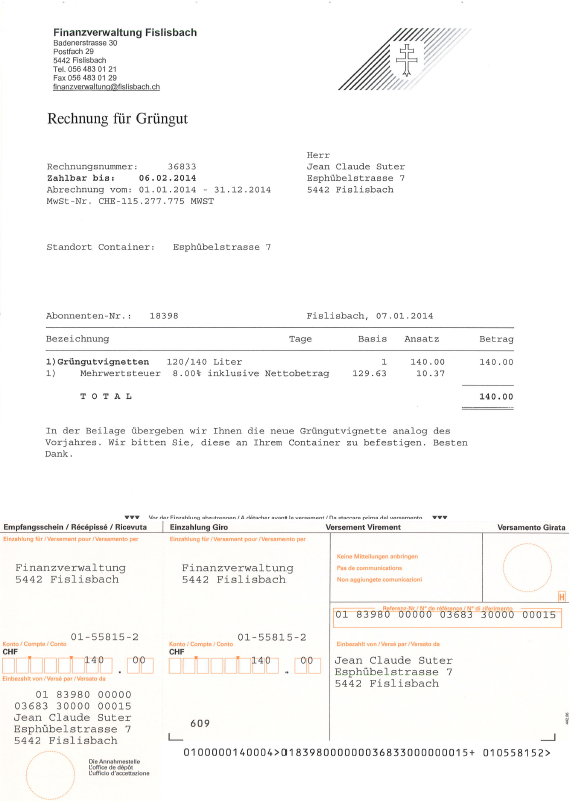 Finanzverwaltung Fislisbach
Badenerstrasse 30
Postfach 29
5442 Fislisbach
Tel. 056 483 01 21
Fax 056 483 01 29
finanzverwaltung@fislisbach.ch
Rechnung für Grüngut
Herr
Jean Claude Suter
Esphübelstrasse 7
5442 Fislisbach
Rechnungsnummer: 36833
Zahlbar bis: 06.02.2014
Abrechnung vom: 01.01.2014 - 31.12.2014
MwSt-Nr. CHE-115.277.775 MWST
Standort Container: Esphübelstrasse 7
Abonnenten-Nr.: 18398 Fislisbach, 07.01.2014
Bezeichnung Tage Basis Ansatz Betrag
1)Grüngutvignetten 120/140 Liter 1 140.00 140.00
1) Mehrwertsteuer 8.00% inklusive Nettobetrag 129.63 10.37
T O T A L 140.00
In der Beilage übergeben wir Ihnen die neue Grüngutvignette analog des
Vorjahres. Wir bitten Sie, diese an Ihrem Container zu befestigen. Besten
Dank.
▼▼▼ Vor der Einzahlung abzutrennen / A détacher avant le versement / Da staccare prima del versamento ▼▼▼
Empfangsschein / Récépissé / Ricevuta
Einzahlung für / Versement pour / Versamento per
Finanzverwaltung
5442 Fislisbach
01-55815-2
Konto / Compte / Conto
CHF
140 . 00
Einbezahlt von / Versé par / Versato da
01 83980 00000
03683 30000 00015
Jean Claude Suter
Esphübelstrasse 7
5442 Fislisbach
Die Annahmestelle
L'office de dépôt
L'ufficio d'accettazione
Einzahlung Giro Versement Virement Versamento Girata
Einzahlung für / Versement pour / Versamento per
Finanzverwaltung
5442 Fislisbach
01-55815-2
Konto / Compte / Conto
CHF
140 . 00
609
Keine Mitteilungen anbringen
Pas de communications
Non aggiungete comunicazioni
H
Referenz-Nr. / N° de référence / N° di riferimento
01 83980 00000 03683 30000 00015
Einbezahlt von / Versé par / Versato da
Jean Claude Suter
Esphübelstrasse 7
5442 Fislisbach
0100000140004>018398000000036833000000015+ 010558152>